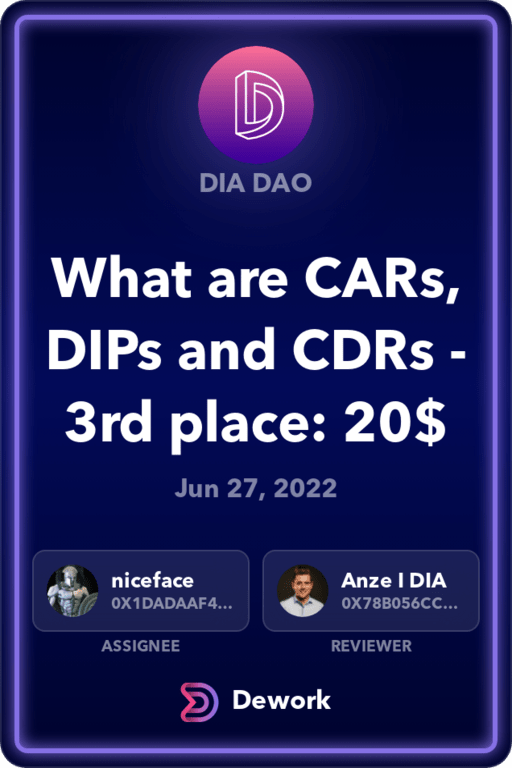 DIA DAO
What are CARs,
DIPs and CDRs -
3rd place: 20$
Jun 27, 2022
niceface
0X1DADAAF4...
ASSIGNEE
Anze I DIA
0X78B056CC...
REVIEWER
Dework